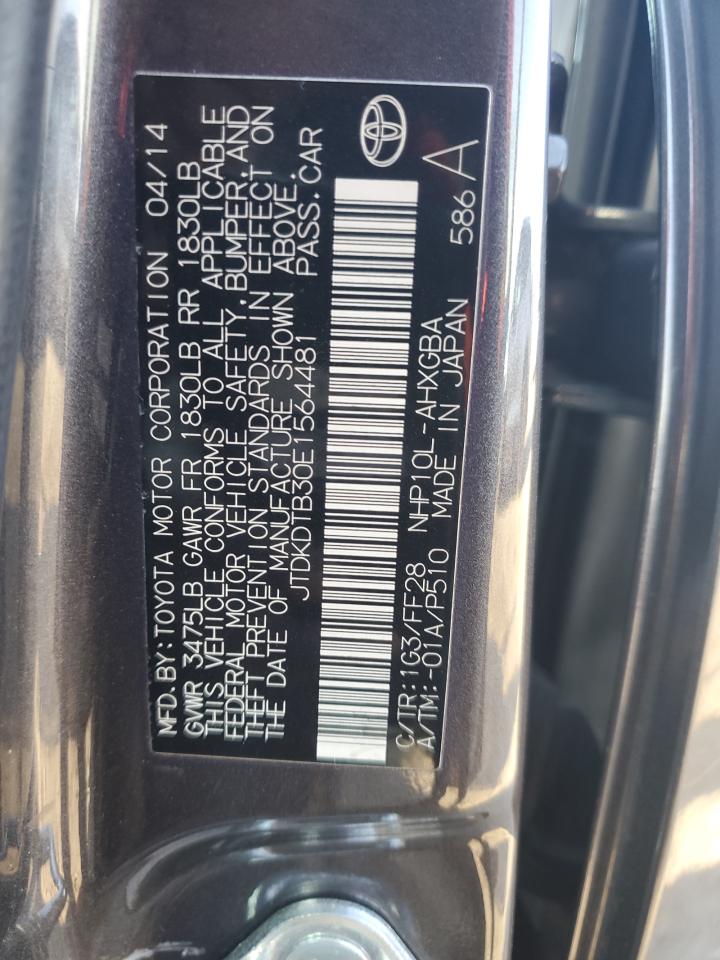 MFD.BY:TOYOTA MOTOR CORPORATION 04/14
GVWR 3475LB GAWR FR 1830LB RR 1830LB
THIS VEHICLE CONFORMS TO ALL APPLICABLE
FEDERAL MOTOR VEHICLE SAFETY,BUMPER,AND
THEFT PREVENTION STANDARDS IN EFFECT ON
THE DATE OF MANUFACTURE SHOWN ABOVE.
JTDKDTB30E1564481 PASS.CAR
C/TR:1G3/FF28 NHP10L-AHXGBA
A/TM:-01A/P510 MADE IN JAPAN 586 A